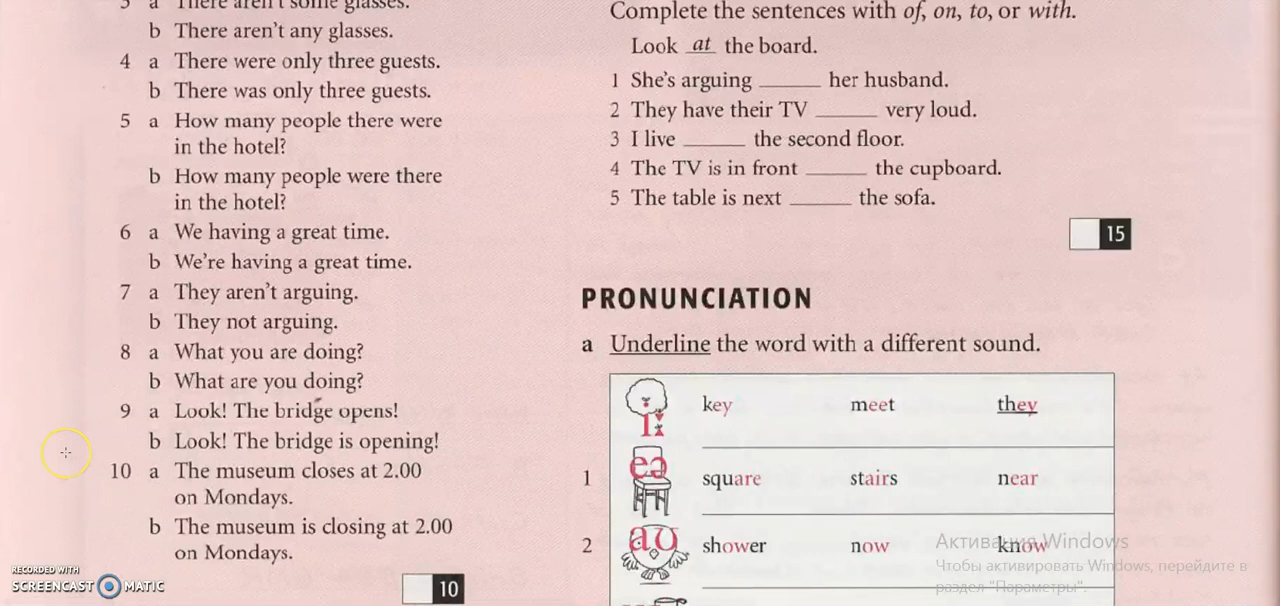 3 a There aren't some glasses.
b There aren't any glasses.
4 a There were only three guests.
b There was only three guests.
5 a How many people there were
in the hotel?
b How many people were there
in the hotel?
6 a We having a great time.
b We're having a great time.
7 a They aren't arguing.
b They not arguing.
8 a What you are doing?
b What are you doing?
9 a Look! The bridge opens!
b Look! The bridge is opening!
10 a The museum closes at 2.00
on Mondays.
b The museum is closing at 2.00
on Mondays.
10
Complete the sentences with of, on, to, or with.
Look at the board.
1 She's arguing ______ her husband.
2 They have their TV ______ very loud.
3 I live ______ the second floor.
4 The TV is in front ______ the cupboard.
5 The table is next ______ the sofa.
15
PRONUNCIATION
a Underline the word with a different sound.
iː key meet they
1 eə square stairs near
2 aʊ shower now know
Активация Windows
Чтобы активировать Windows, перейдите в
раздел "Параметры".
RECORDED WITH
SCREENCAST MATIC